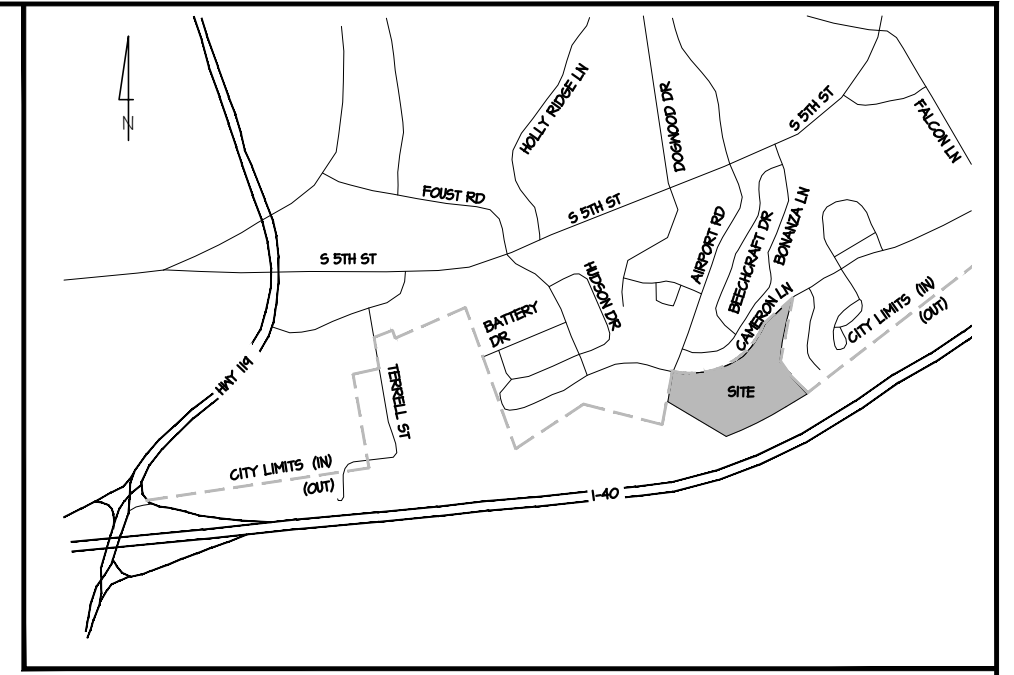 N
HOLLY RIDGE LN
DOGWOOD DR
S 5TH ST
FALCON LN
FOUST RD
S 5TH ST
S 5TH ST
AIRPORT RD
BEECHCRAFT DR
BONANZA LN
HUDSON DR
BATTERY
DR
CAMERON LN
CITY LIMITS (IN)
(OUT)
HWY 119
TERRELL ST
SITE
CITY LIMITS (IN)
(OUT)
I-40